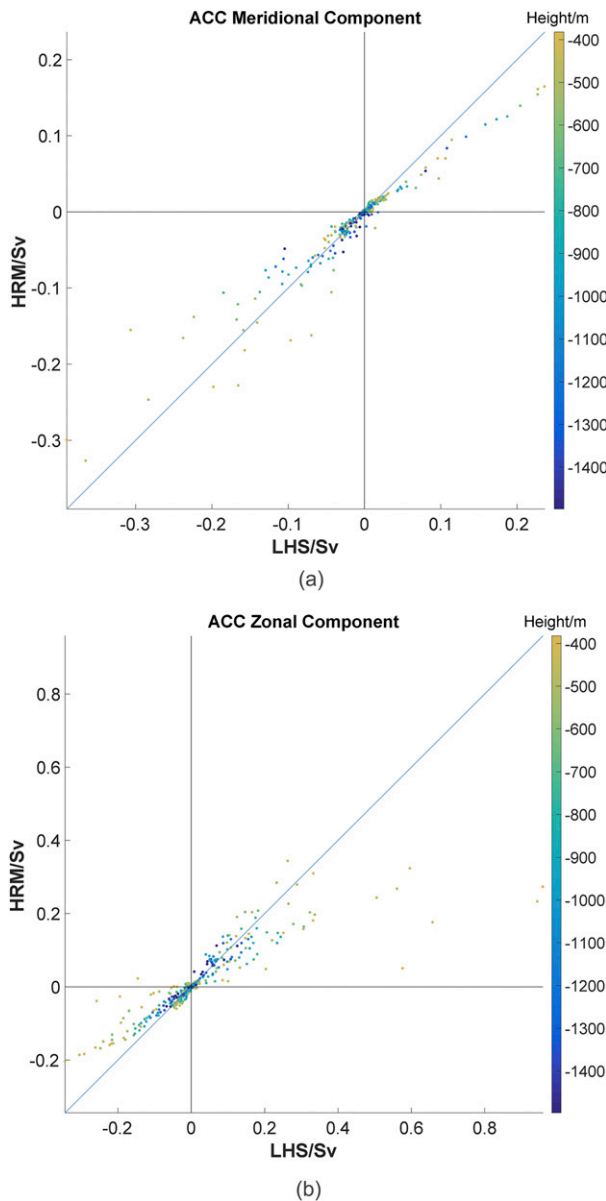 ACC Meridional Component
Height/m
0.2
0.1
0
-0.1
-0.2
-0.3
HRM/Sv
-0.3 -0.2 -0.1 0 0.1 0.2
LHS/Sv
-400
-500
-600
-700
-800
-900
-1000
-1100
-1200
-1300
-1400
(a)
ACC Zonal Component
Height/m
0.8
0.6
0.4
0.2
0
-0.2
HRM/Sv
-0.2 0 0.2 0.4 0.6 0.8
LHS/Sv
-400
-500
-600
-700
-800
-900
-1000
-1100
-1200
-1300
-1400
(b)